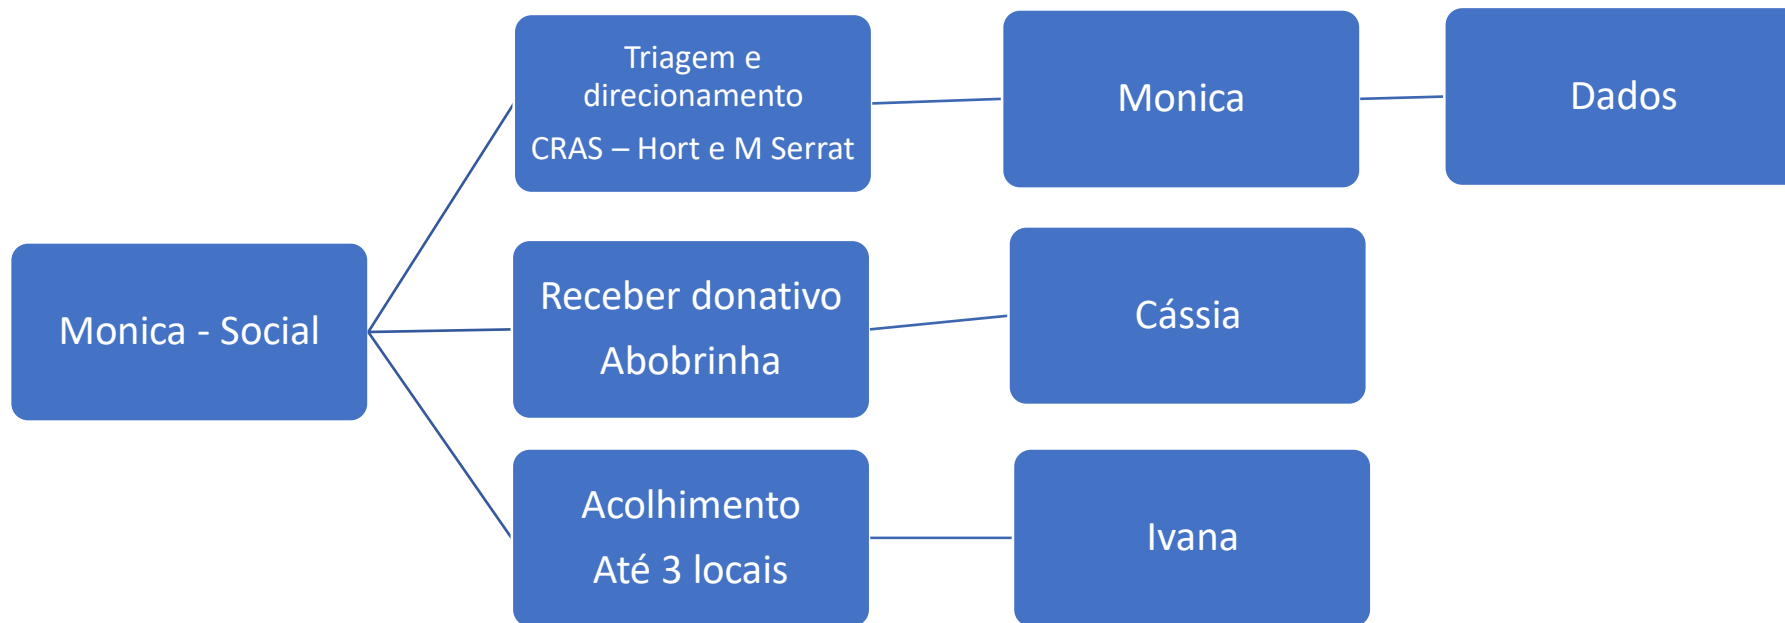 Triagem e
direcionamento
CRAS – Hort e M Serrat
Monica
Dados
Monica - Social
Receber donativo
Abobrinha
Cássia
Acolhimento
Até 3 locais
Ivana